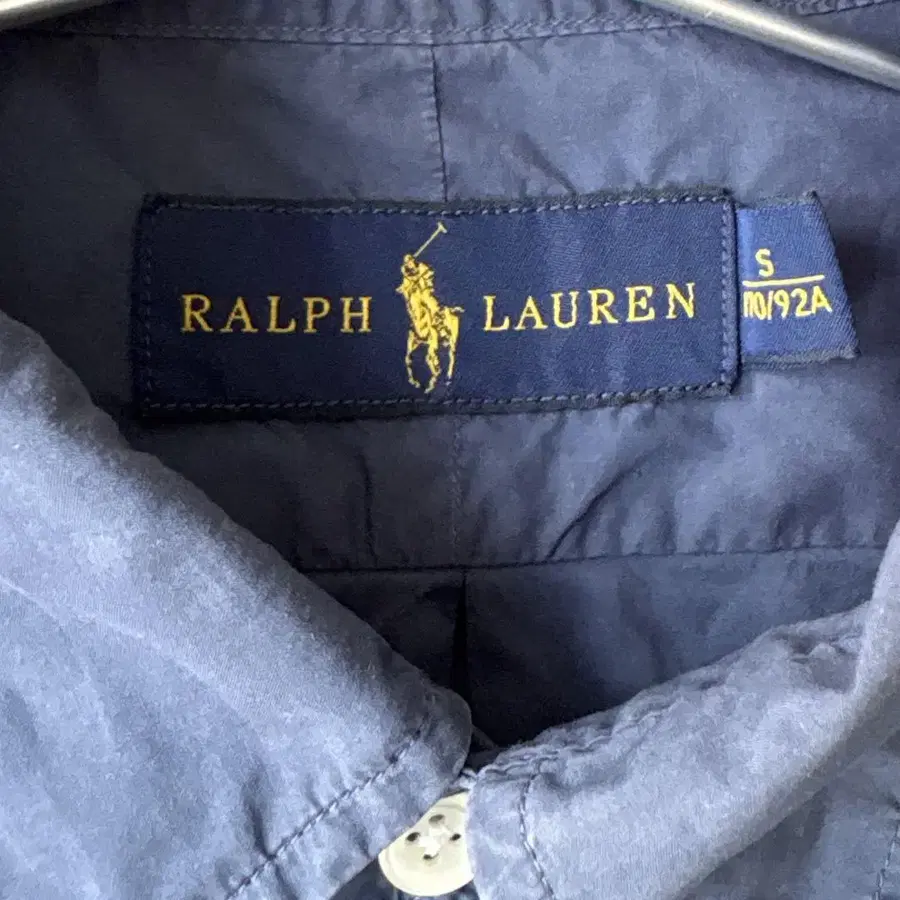 RALPH LAUREN
S
170/92A